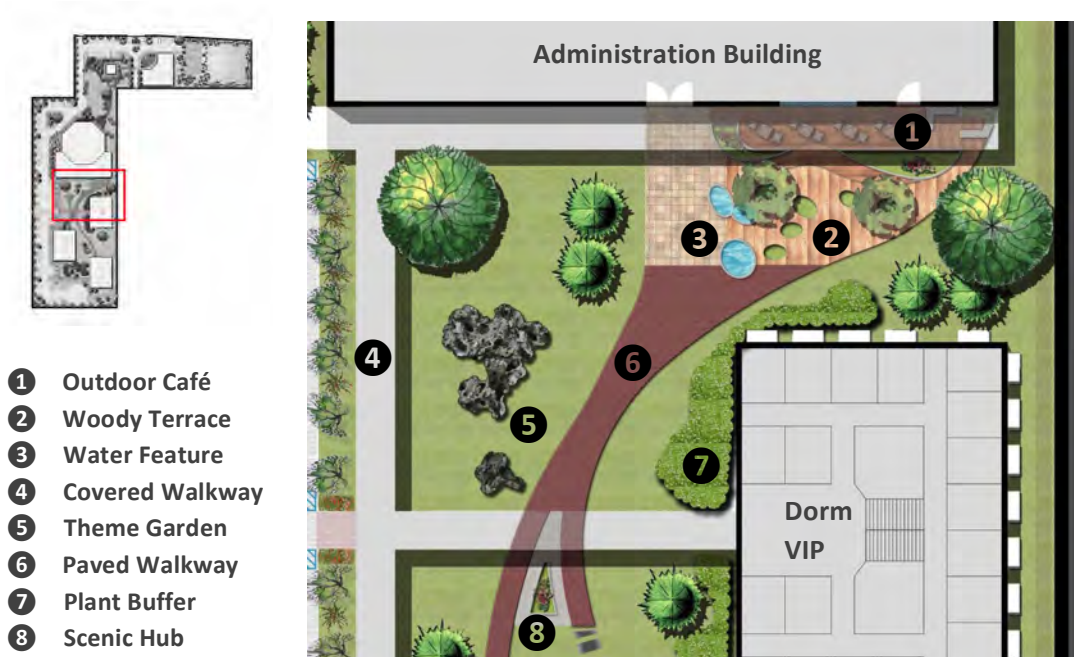 Administration Building
1
2
3
4
5
6
7
8
Dorm
VIP
1 Outdoor Café
2 Woody Terrace
3 Water Feature
4 Covered Walkway
5 Theme Garden
6 Paved Walkway
7 Plant Buffer
8 Scenic Hub